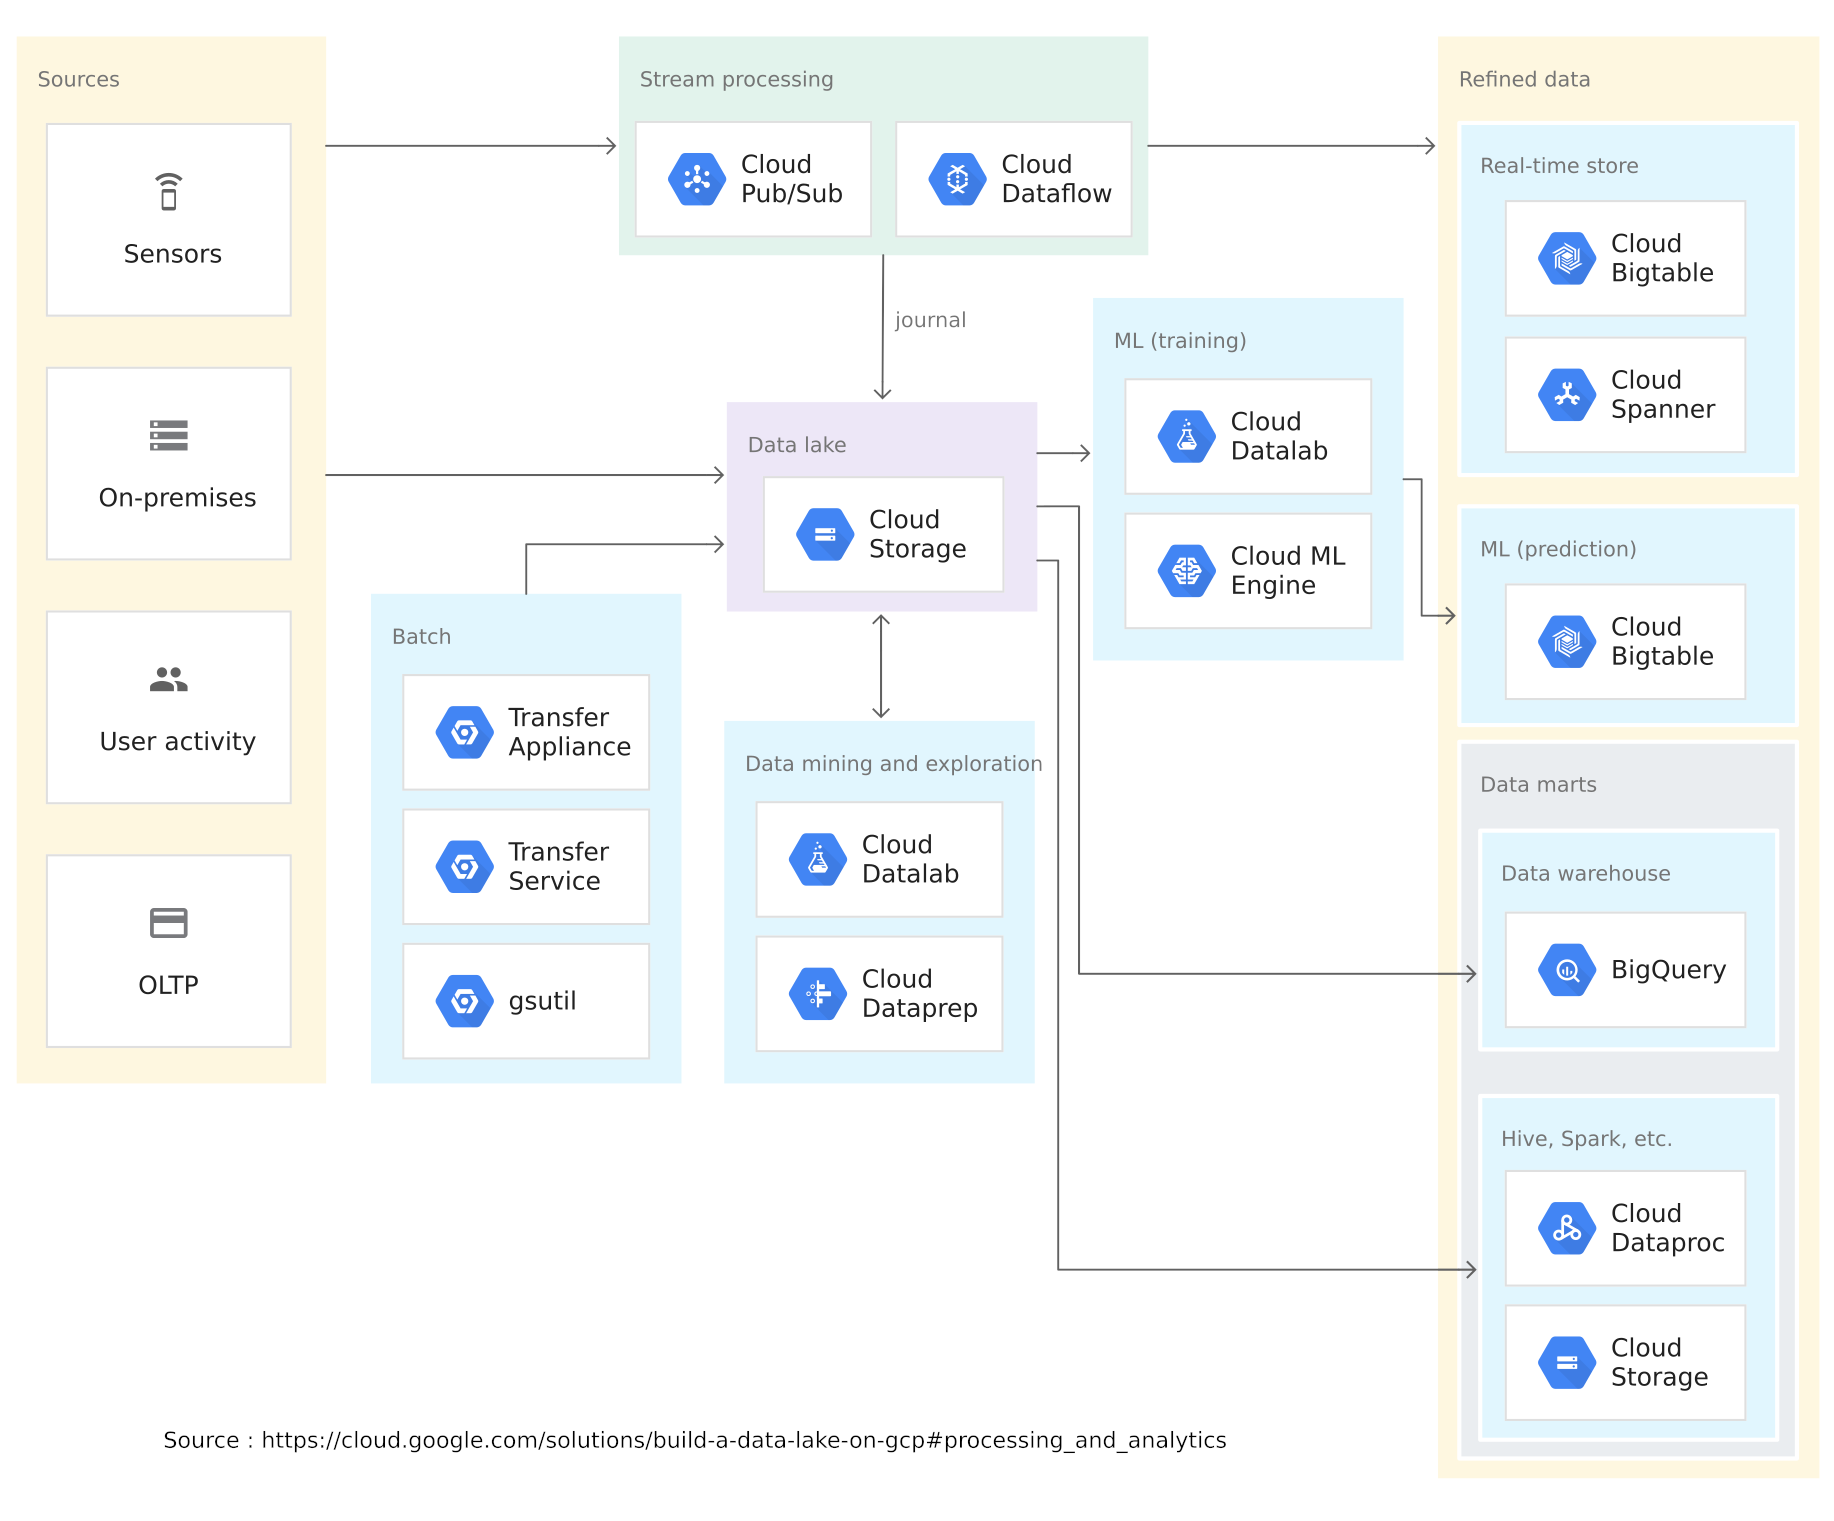 Sources
Sensors
On-premises
User activity
OLTP
Stream processing
Cloud
Pub/Sub
Cloud
Dataflow
journal
Data lake
Cloud
Storage
Batch
Transfer
Appliance
Transfer
Service
gsutil
Data mining and exploration
Cloud
Datalab
Cloud
Dataprep
ML (training)
Cloud
Datalab
Cloud ML
Engine
Refined data
Real-time store
Cloud
Bigtable
Cloud
Spanner
ML (prediction)
Cloud
Bigtable
Data marts
Data warehouse
BigQuery
Hive, Spark, etc.
Cloud
Dataproc
Cloud
Storage
Source : https://cloud.google.com/solutions/build-a-data-lake-on-gcp#processing_and_analytics